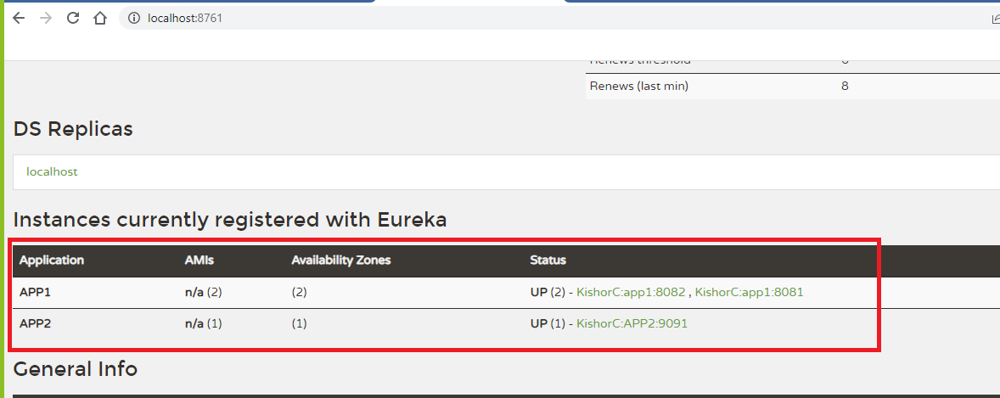 localhost:8761
Renews threshold
Renews (last min) 8
DS Replicas
localhost
Instances currently registered with Eureka
Application AMIs Availability Zones Status
APP1 n/a (2) (2) UP (2) - KishorC:app1:8082 , KishorC:app1:8081
APP2 n/a (1) (1) UP (1) - KishorC:APP2:9091
General Info